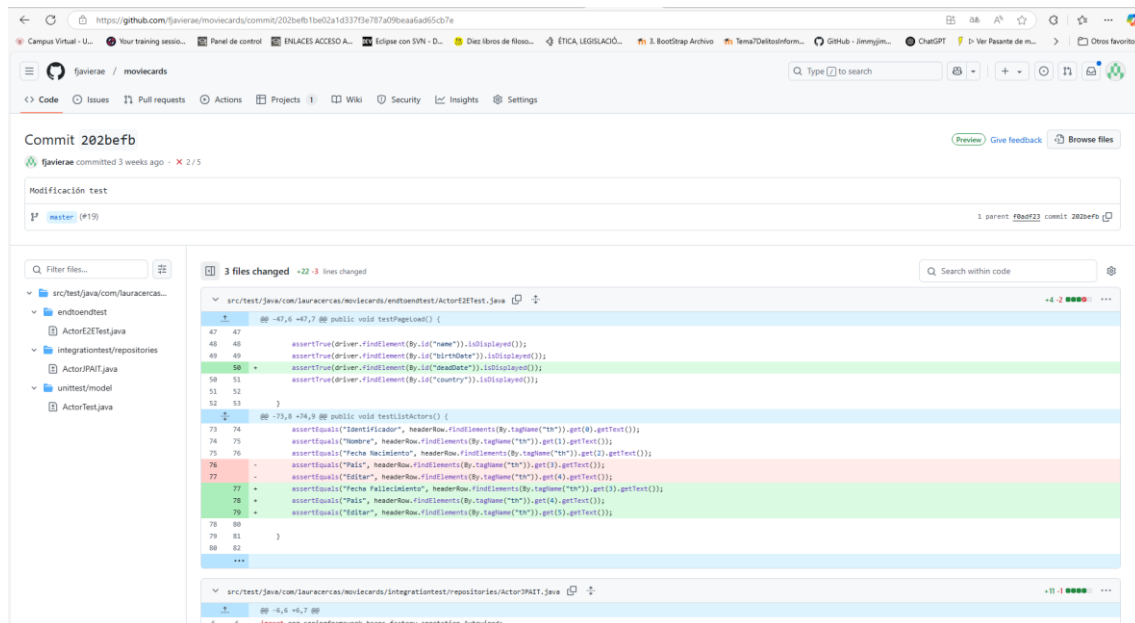 https://github.com/fjavierae/moviecards/commit/202befb1be02a1d337f3e787a09beaa6ad65cb7e
Campus Virtual - U... Your training sessio... Panel de control ENLACES ACCESO A... Eclipse con SVN - D... Diez libros de filoso... ÉTICA, LEGISLACIÓ... 3. BootStrap Archivo Tema7DelitosInform... GitHub - Jimmyjim... ChatGPT Ver Pasante de m... Otros favorito
fjavierae / moviecards Type / to search
Code Issues Pull requests Actions Projects 1 Wiki Security Insights Settings
Commit 202befb Preview Give feedback Browse files
fjavierae committed 3 weeks ago · 2/5
Modificación test
master (#19) 1 parent f0adf23 commit 202befb
Filter files... 3 files changed +22 -3 lines changed Search within code
src/test/java/com/lauracercas...
endtoendtest
ActorE2ETest.java
integrationtest/repositories
ActorJPAIT.java
unittest/model
ActorTest.java
src/test/java/com/lauracercas/moviecards/endtoendtest/ActorE2ETest.java +4 -2
@@ -47,6 +47,7 @@ public void testPageLoad() {
47 47
48 48 assertTrue(driver.findElement(By.id("name")).isDisplayed());
49 49 assertTrue(driver.findElement(By.id("birthDate")).isDisplayed());
50 + assertTrue(driver.findElement(By.id("deadDate")).isDisplayed());
50 51 assertTrue(driver.findElement(By.id("country")).isDisplayed());
51 52
52 53 }
@@ -73,8 +74,9 @@ public void testListActors() {
73 74 assertEquals("Identificador", headerRow.findElements(By.tagName("th")).get(0).getText());
74 75 assertEquals("Nombre", headerRow.findElements(By.tagName("th")).get(1).getText());
75 76 assertEquals("Fecha Nacimiento", headerRow.findElements(By.tagName("th")).get(2).getText());
76 - assertEquals("País", headerRow.findElements(By.tagName("th")).get(3).getText());
77 - assertEquals("Editar", headerRow.findElements(By.tagName("th")).get(4).getText());
77 + assertEquals("Fecha Fallecimiento", headerRow.findElements(By.tagName("th")).get(3).getText());
78 + assertEquals("País", headerRow.findElements(By.tagName("th")).get(4).getText());
79 + assertEquals("Editar", headerRow.findElements(By.tagName("th")).get(5).getText());
78 80
79 81 }
80 82
src/test/java/com/lauracercas/moviecards/integrationtest/repositories/ActorJPAIT.java +11 -1
@@ -6,6 +6,7 @@